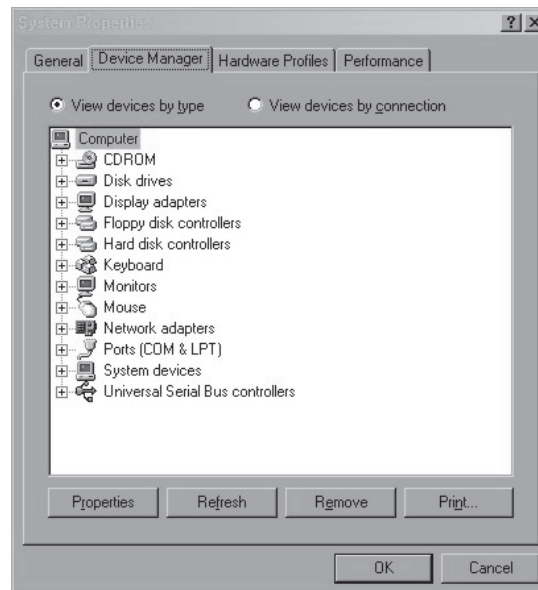 System Properties
General Device Manager Hardware Profiles Performance
View devices by type View devices by connection
Computer
CDROM
Disk drives
Display adapters
Floppy disk controllers
Hard disk controllers
Keyboard
Monitors
Mouse
Network adapters
Ports (COM & LPT)
System devices
Universal Serial Bus controllers
Properties Refresh Remove Print...
OK Cancel